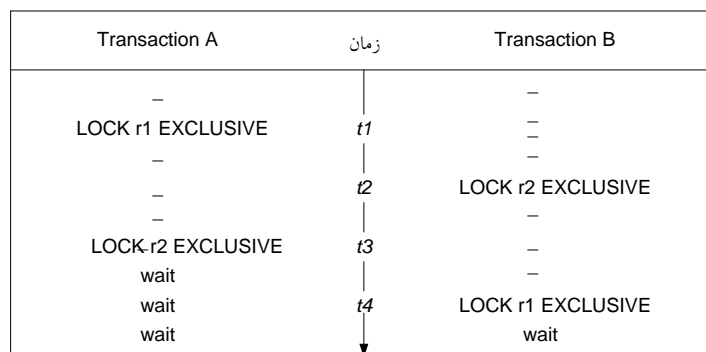 Transaction A زمان Transaction B
– –
LOCK r1 EXCLUSIVE t1 –
–
– –
– t2 LOCK r2 EXCLUSIVE
– –
LOCK r2 EXCLUSIVE t3 –
wait –
wait t4 LOCK r1 EXCLUSIVE
wait wait